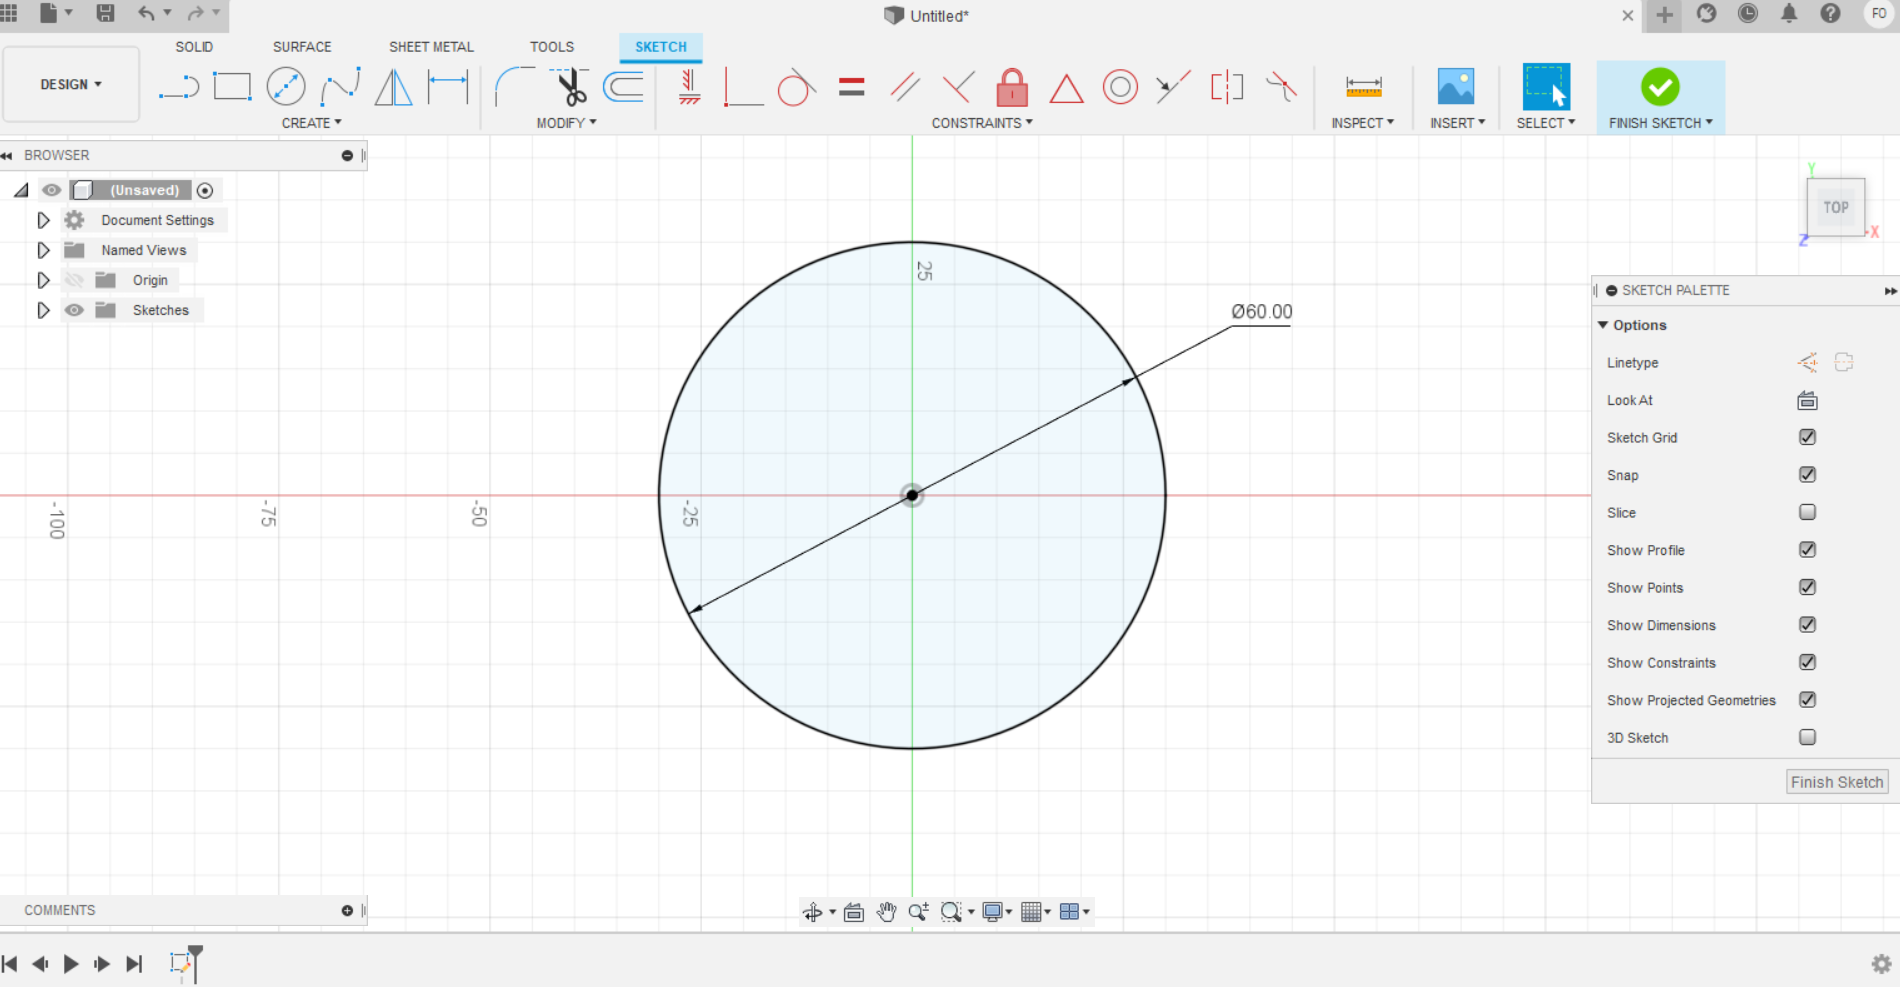 Untitled*
FO
SOLID
SURFACE
SHEET METAL
TOOLS
SKETCH
DESIGN
CREATE
MODIFY
CONSTRAINTS
INSPECT
INSERT
SELECT
FINISH SKETCH
BROWSER
(Unsaved)
Document Settings
Named Views
Origin
Sketches
Y
TOP
X
Z
25
Ø60.00
-100
-75
-50
-25
SKETCH PALETTE
Options
Linetype
Look At
Sketch Grid
Snap
Slice
Show Profile
Show Points
Show Dimensions
Show Constraints
Show Projected Geometries
3D Sketch
Finish Sketch
COMMENTS